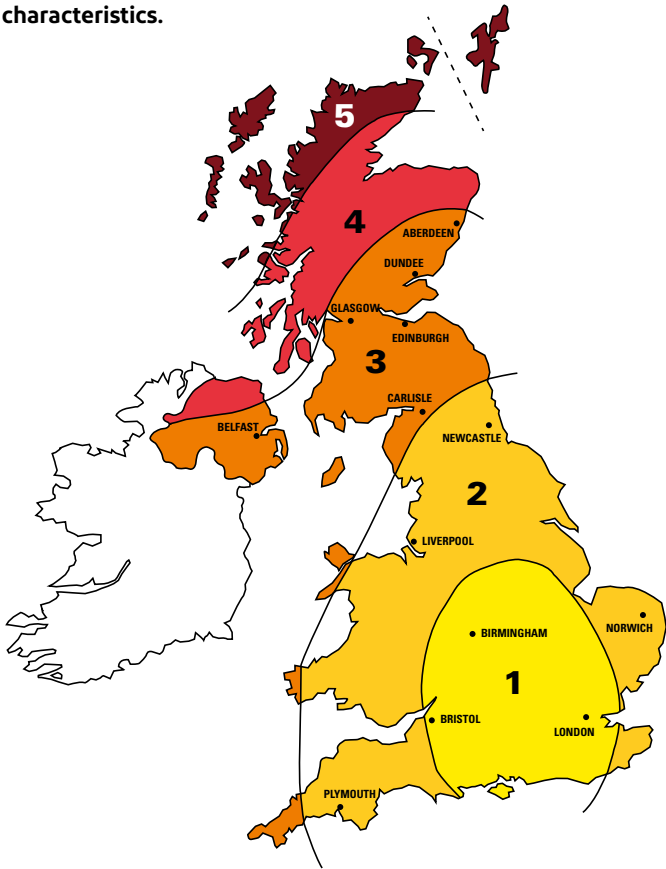 characteristics.
5
4
ABERDEEN
DUNDEE
GLASGOW
EDINBURGH
3
CARLISLE
BELFAST
NEWCASTLE
2
LIVERPOOL
NORWICH
BIRMINGHAM
1
BRISTOL
LONDON
PLYMOUTH